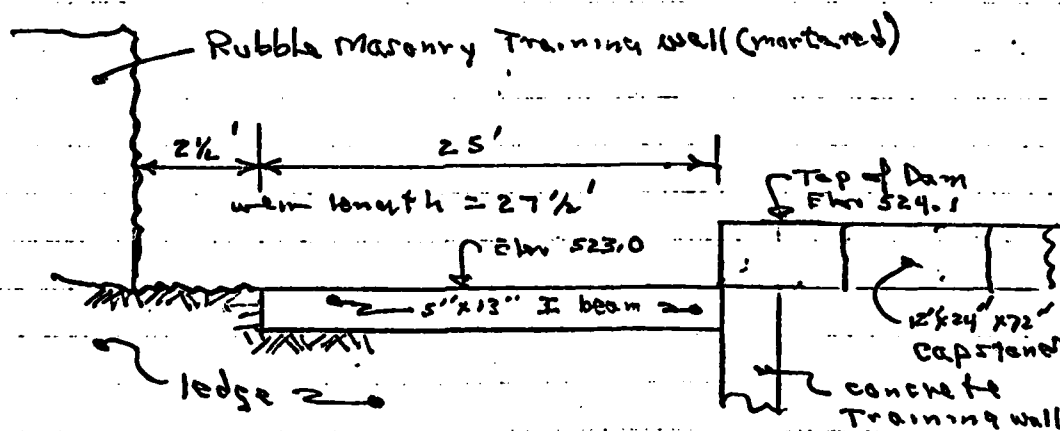 Rubble Masonry Training wall (mortared)
2½'
25'
weir length = 27½'
Top of Dam
Elev 524.1
Elev 523.0
5"x13" I beam
12"x24"x72"
capstones
ledge
concrete
Training wall